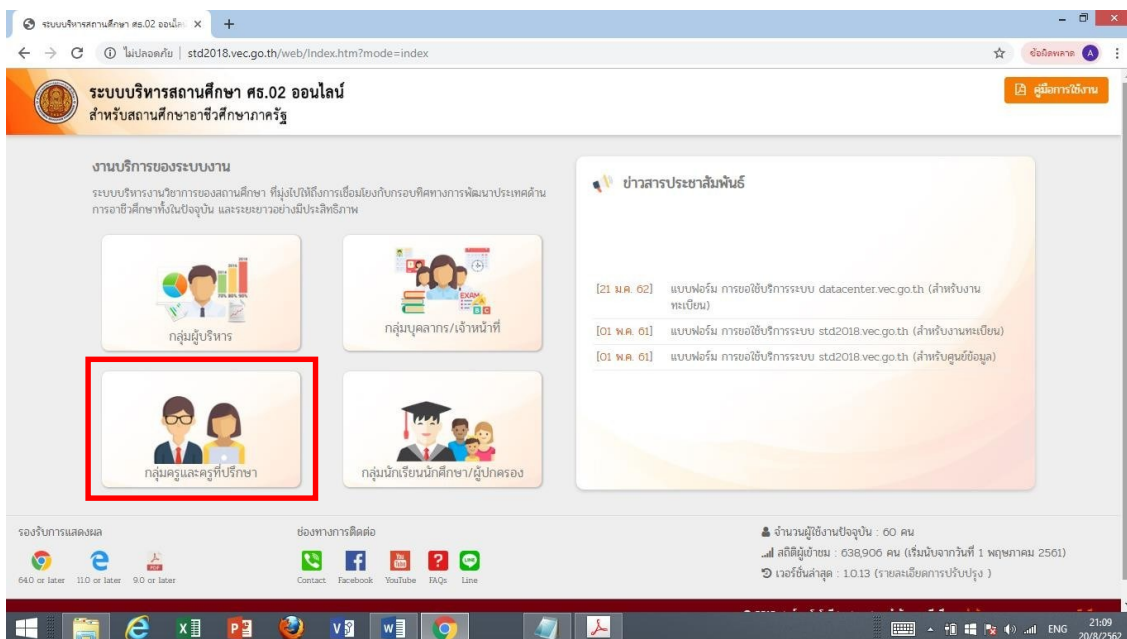 ระบบบริหารสถานศึกษา ศธ.02 ออนไล
ไม่ปลอดภัย | std2018.vec.go.th/web/Index.htm?mode=index
ข้อผิดพลาด A
ระบบบริหารสถานศึกษา ศธ.02 ออนไลน์
สำหรับสถานศึกษาอาชีวศึกษาภาครัฐ
คู่มือการใช้งาน
งานบริการของระบบงาน
ระบบบริหารงานวิชาการของสถานศึกษา ที่มุ่งไปให้ถึงการเชื่อมโยงกับกรอบทิศทางการพัฒนาประเทศด้าน
การอาชีวศึกษาทั้งในปัจจุบัน และระยะยาวอย่างมีประสิทธิภาพ
กลุ่มผู้บริหาร
กลุ่มบุคลากร/เจ้าหน้าที่
กลุ่มครูและครูที่ปรึกษา
กลุ่มนักเรียนนักศึกษา/ผู้ปกครอง
ข่าวสารประชาสัมพันธ์
[21 ม.ค. 62] แบบฟอร์ม การขอใช้บริการระบบ datacenter.vec.go.th (สำหรับงาน
ทะเบียน)
[01 พ.ค. 61] แบบฟอร์ม การขอใช้บริการระบบ std2018.vec.go.th (สำหรับงานทะเบียน)
[01 พ.ค. 61] แบบฟอร์ม การขอใช้บริการระบบ std2018.vec.go.th (สำหรับศูนย์ข้อมูล)
รองรับการแสดงผล
64.0 or later 11.0 or later 9.0 or later
ช่องทางการติดต่อ
Contact Facebook YouTube FAQs Line
จำนวนผู้ใช้งานปัจจุบัน : 60 คน
สถิติผู้เข้าชม : 638,906 คน (เริ่มนับจากวันที่ 1 พฤษภาคม 2561)
เวอร์ชั่นล่าสุด : 1.0.13 (รายละเอียดการปรับปรุง )
ENG
21:09
20/8/2562